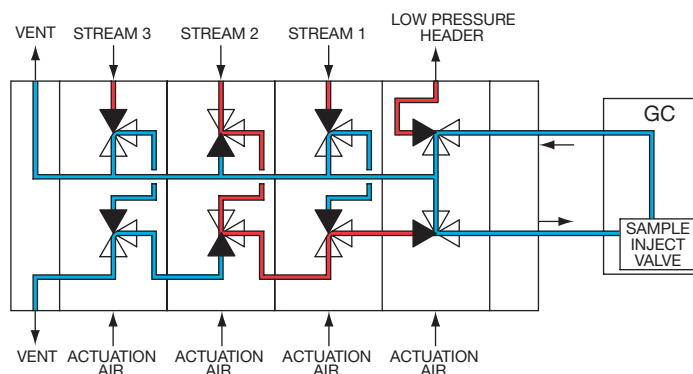 VENT
STREAM 3
STREAM 2
STREAM 1
LOW PRESSURE
HEADER
GC
SAMPLE
INJECT
VALVE
VENT
ACTUATION
AIR
ACTUATION
AIR
ACTUATION
AIR
ACTUATION
AIR